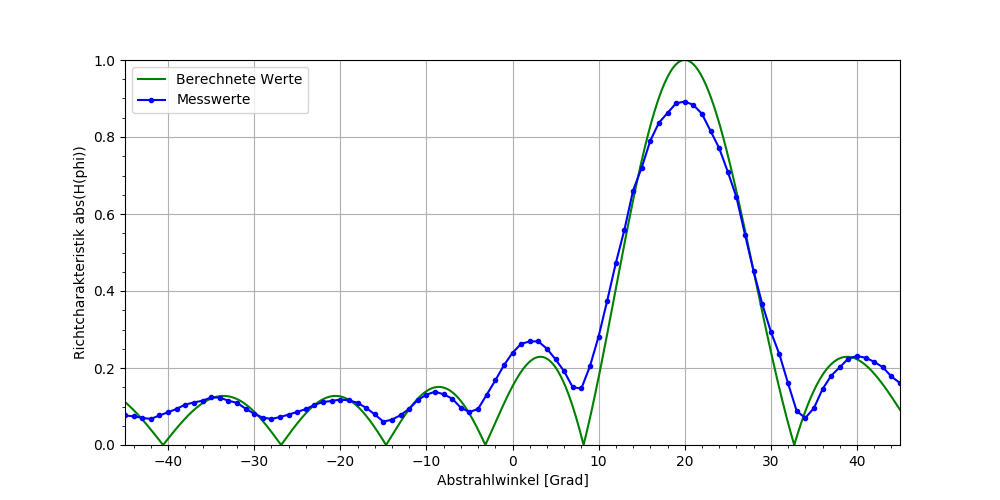 1.0
0.8
0.6
0.4
0.2
0.0
Richtcharakteristik abs(H(phi))
Berechnete Werte
Messwerte
−40 −30 −20 −10 0 10 20 30 40
Abstrahlwinkel [Grad]